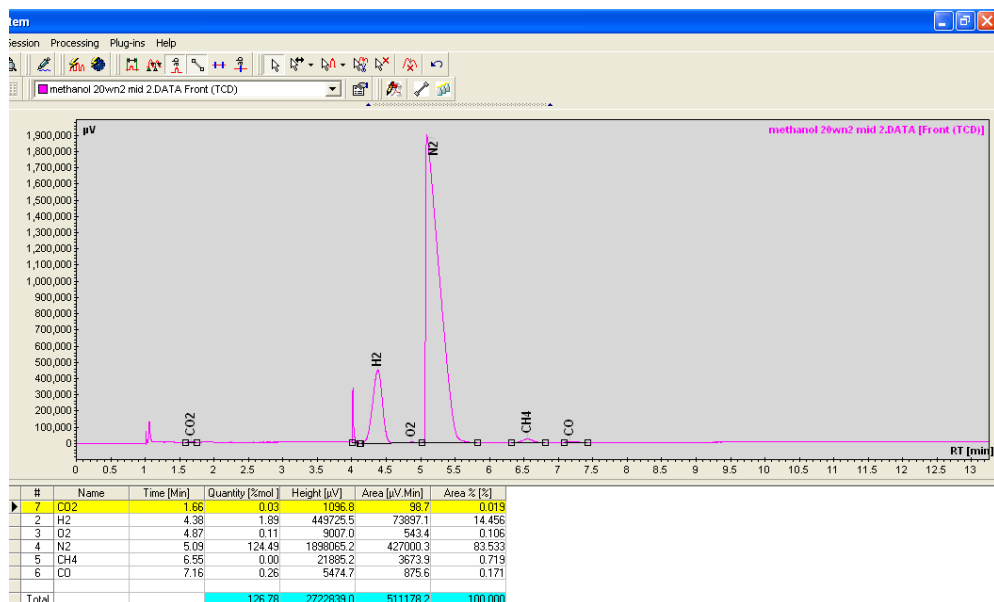 tem
Session Processing Plug-ins Help
methanol 20wn2 mid 2.DATA Front (TCD)
µV
methanol 20wn2 mid 2.DATA [Front (TCD)]
1,900,000
1,800,000
1,700,000
1,600,000
1,500,000
1,400,000
1,300,000
1,200,000
1,100,000
1,000,000
900,000
800,000
700,000
600,000
500,000
400,000
300,000
200,000
100,000
0
CO2
H2
O2
N2
CH4
CO
RT [min]
0 0.5 1 1.5 2 2.5 3 3.5 4 4.5 5 5.5 6 6.5 7 7.5 8 8.5 9 9.5 10 10.5 11 11.5 12 12.5 13
# Name Time [Min] Quantity [%mol] Height [µV] Area [µV.Min] Area % [%]
7 CO2 1.66 0.03 1096.8 98.7 0.019
2 H2 4.38 1.89 449725.5 73897.1 14.456
3 O2 4.87 0.11 9007.0 543.4 0.106
4 N2 5.09 124.49 1898065.2 427000.3 83.533
5 CH4 6.55 0.00 21885.2 3673.9 0.719
6 CO 7.16 0.26 5474.7 875.6 0.171
Total 126.78 2722839.0 511178.2 100.000